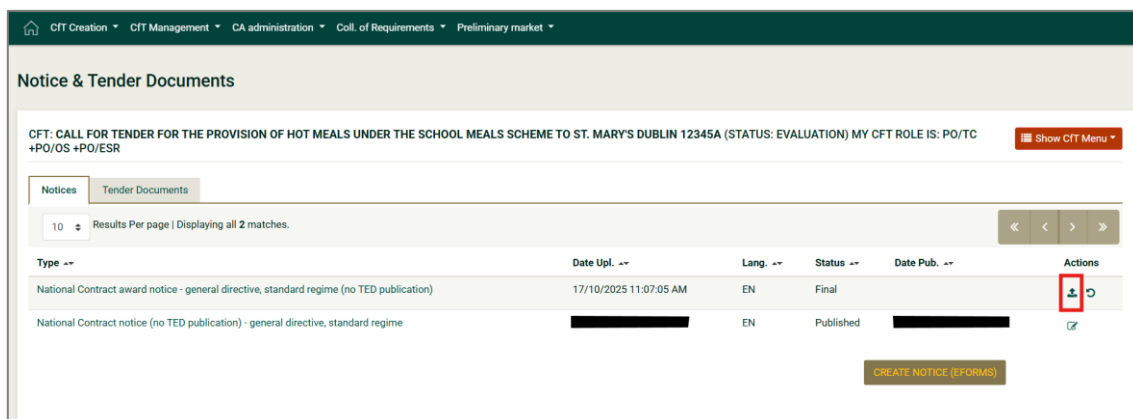 CfT Creation CfT Management CA administration Coll. of Requirements Preliminary market
Notice & Tender Documents
CFT: CALL FOR TENDER FOR THE PROVISION OF HOT MEALS UNDER THE SCHOOL MEALS SCHEME TO ST. MARY'S DUBLIN 12345A (STATUS: EVALUATION) MY CFT ROLE IS: PO/TC
+PO/OS +PO/ESR
Show CfT Menu
Notices Tender Documents
10 Results Per page | Displaying all 2 matches.
« < > »
Type Date Upl. Lang. Status Date Pub. Actions
National Contract award notice - general directive, standard regime (no TED publication) 17/10/2025 11:07:05 AM EN Final
National Contract notice (no TED publication) - general directive, standard regime EN Published
CREATE NOTICE (EFORMS)